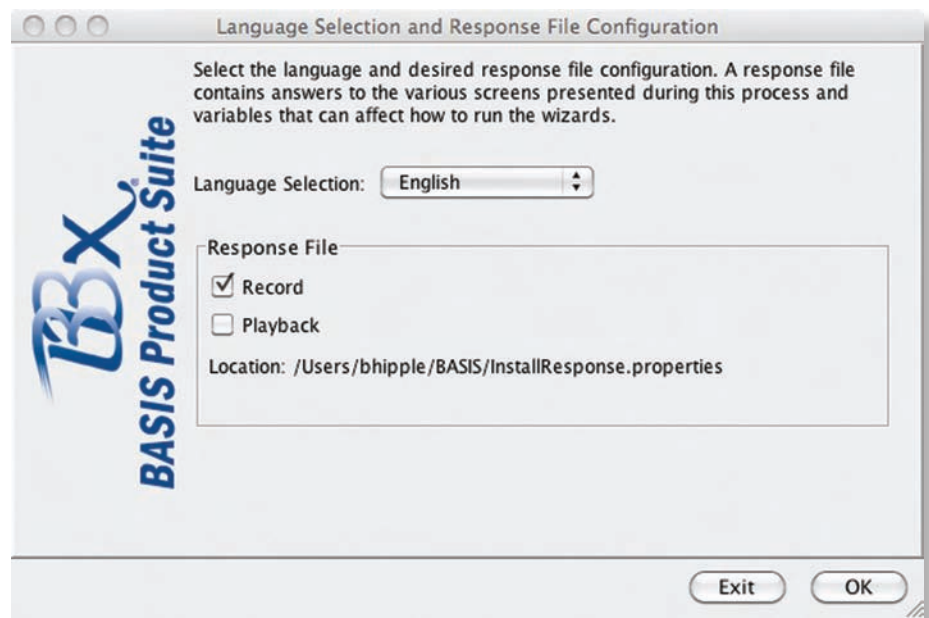 Language Selection and Response File Configuration
Select the language and desired response file configuration. A response file
contains answers to the various screens presented during this process and
variables that can affect how to run the wizards.
BBx
BASIS Product Suite
Language Selection: English
Response File
Record
Playback
Location: /Users/bhipple/BASIS/InstallResponse.properties
Exit OK